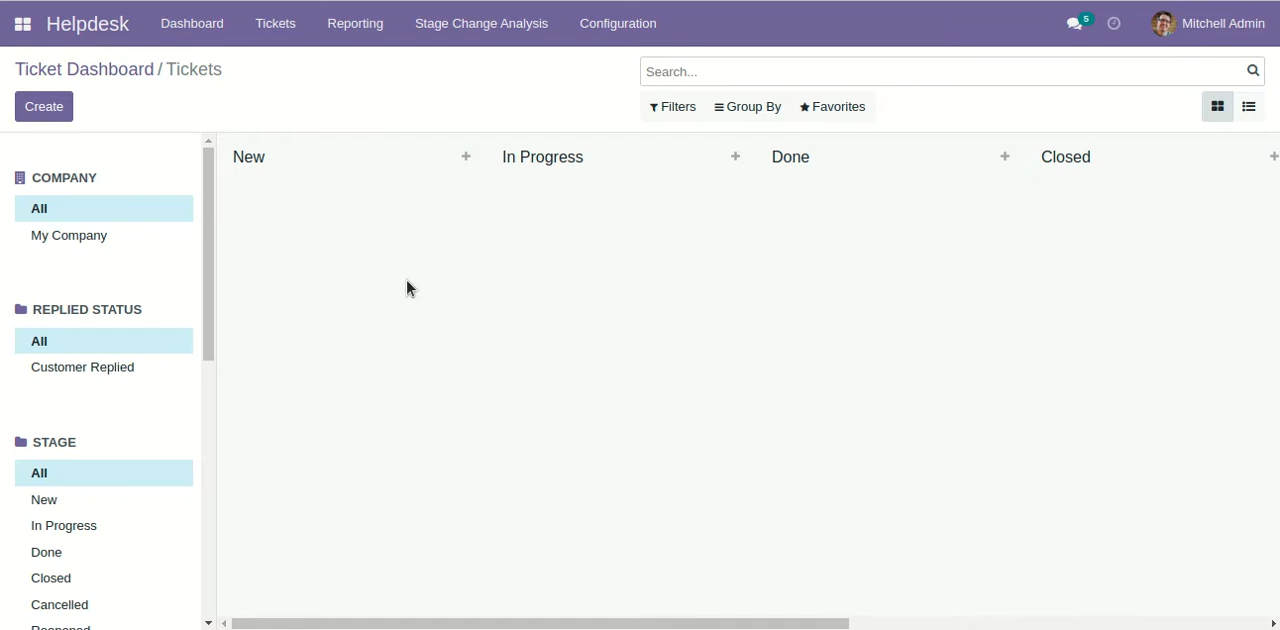 Helpdesk Dashboard Tickets Reporting Stage Change Analysis Configuration 5 Mitchell Admin
Ticket Dashboard / Tickets
Search...
Create
Filters Group By Favorites
New In Progress Done Closed
COMPANY
All
My Company
REPLIED STATUS
All
Customer Replied
STAGE
All
New
In Progress
Done
Closed
Cancelled